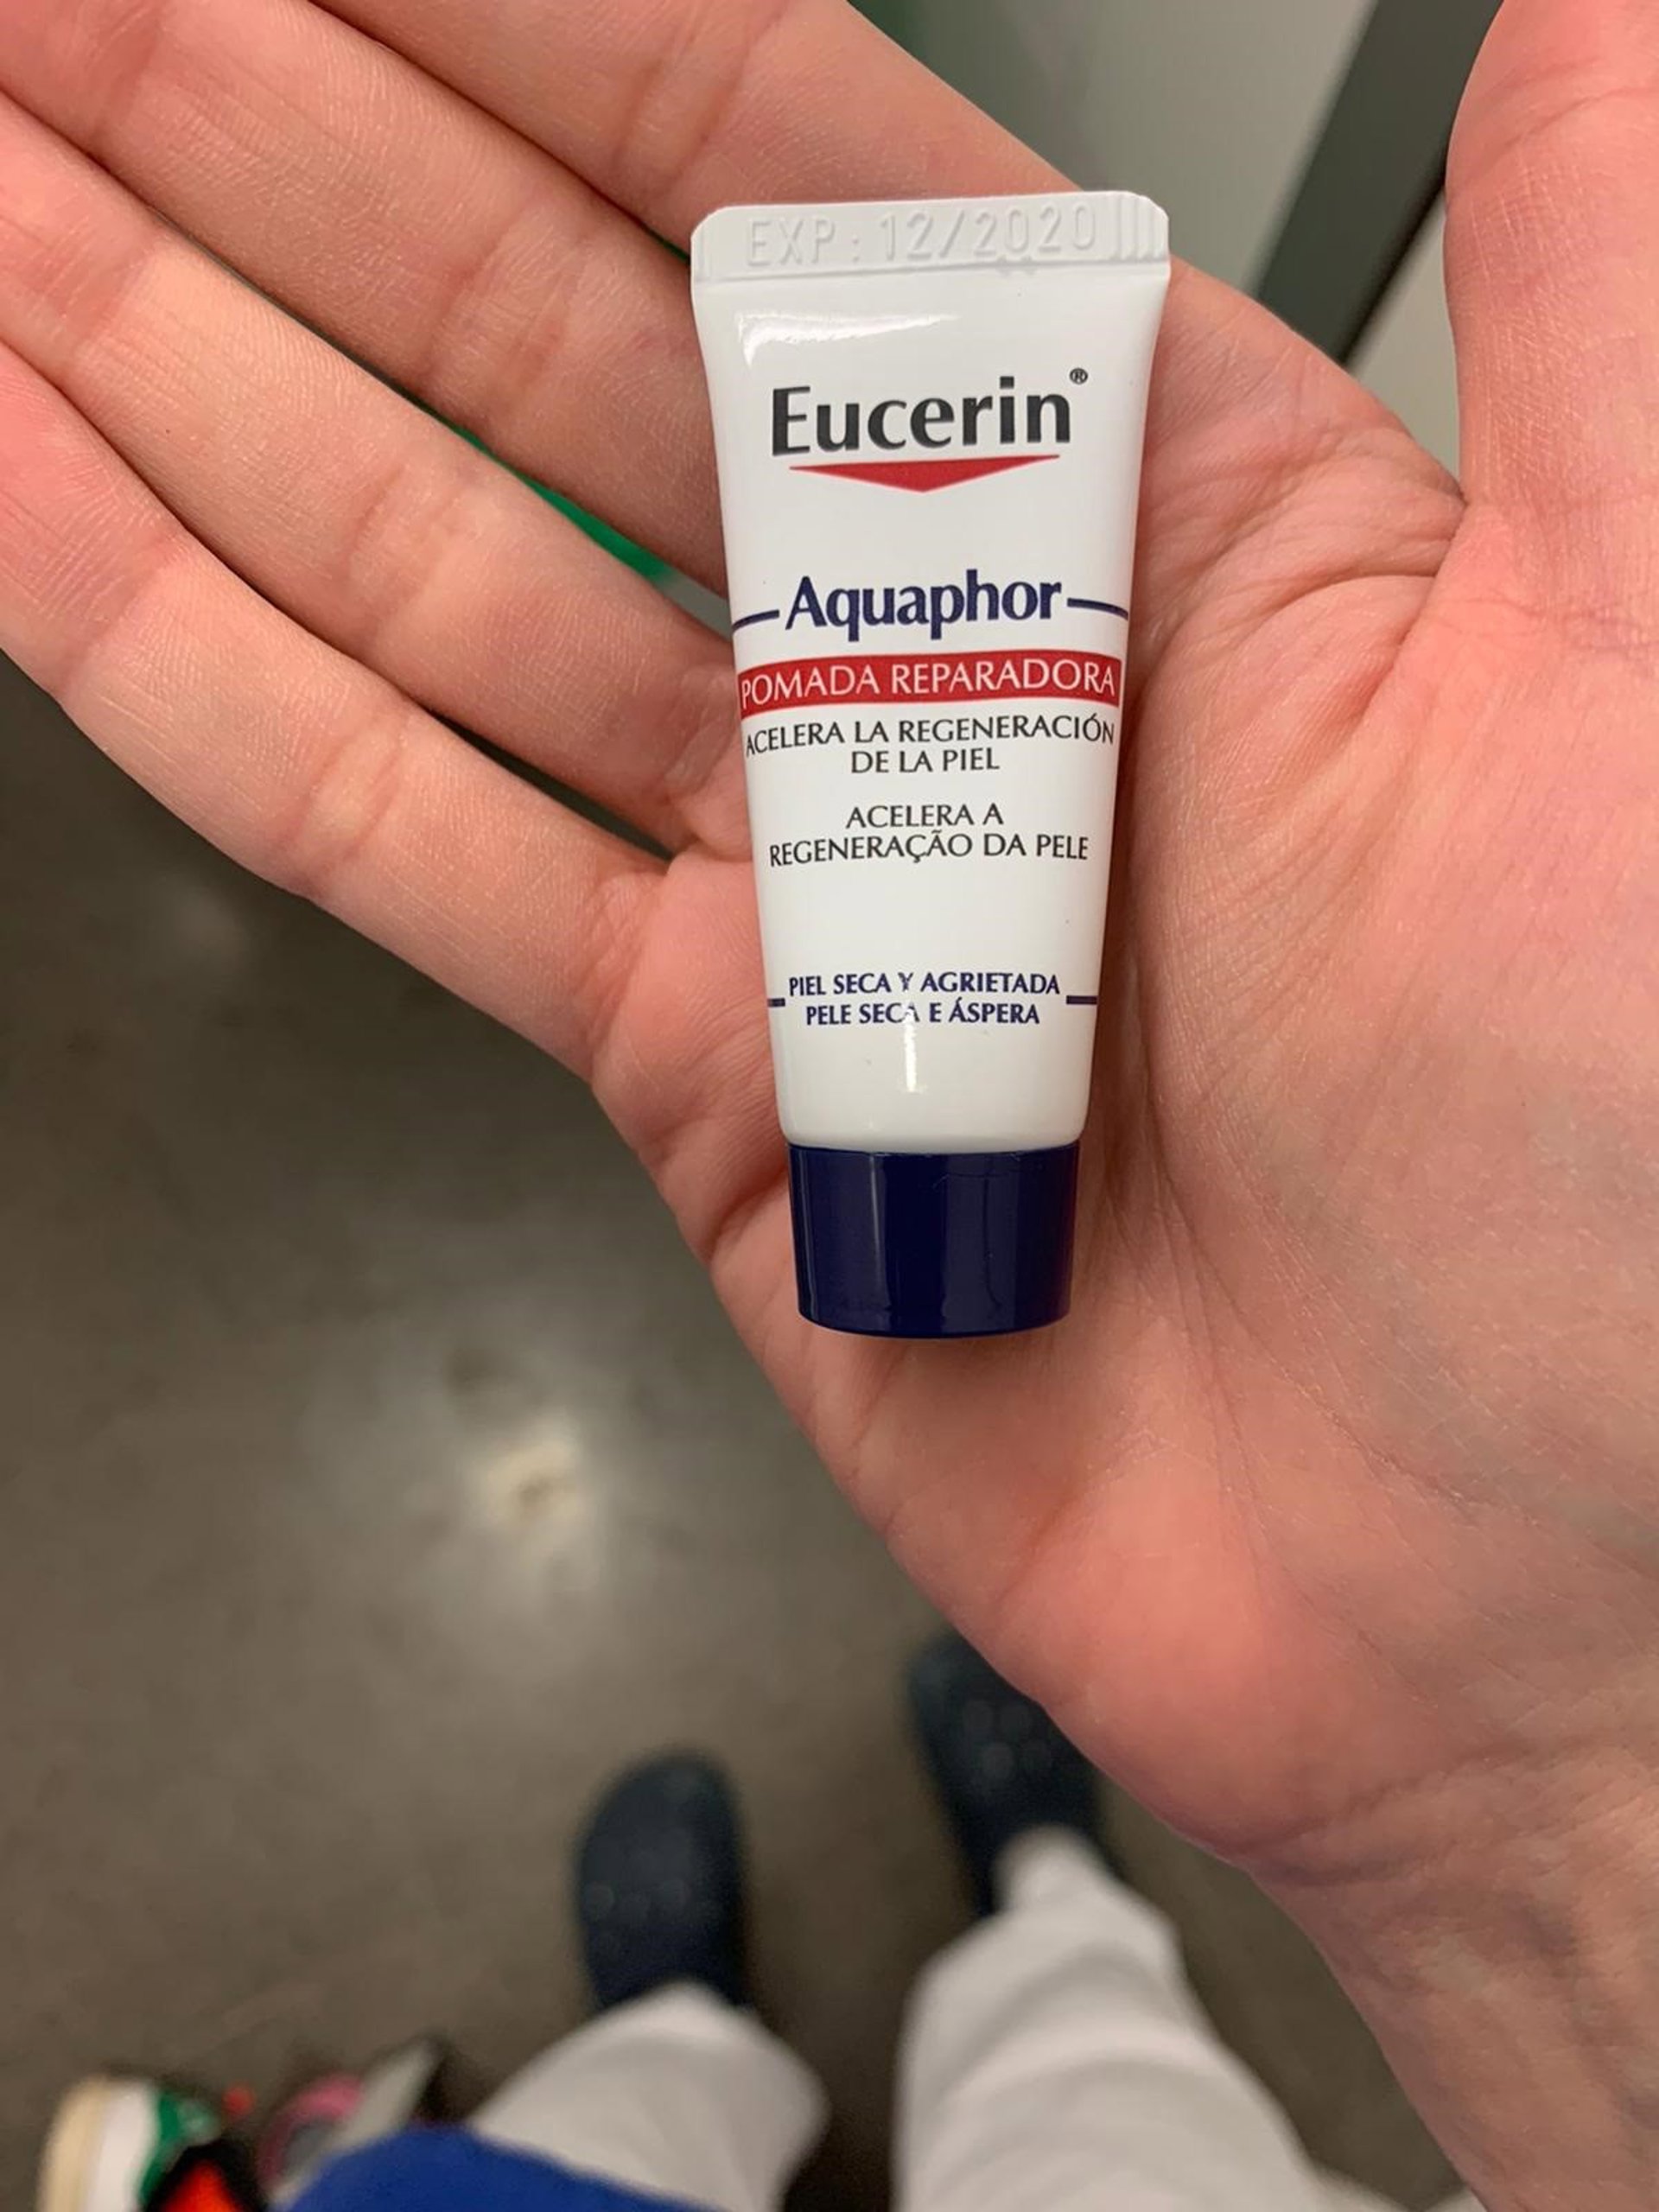 EXP: 12/2020
Eucerin®
Aquaphor
POMADA REPARADORA
ACELERA LA REGENERACIÓN
DE LA PIEL
ACELERA A
REGENERAÇÃO DA PELE
PIEL SECA Y AGRIETADA
PELE SECA E ÁSPERA